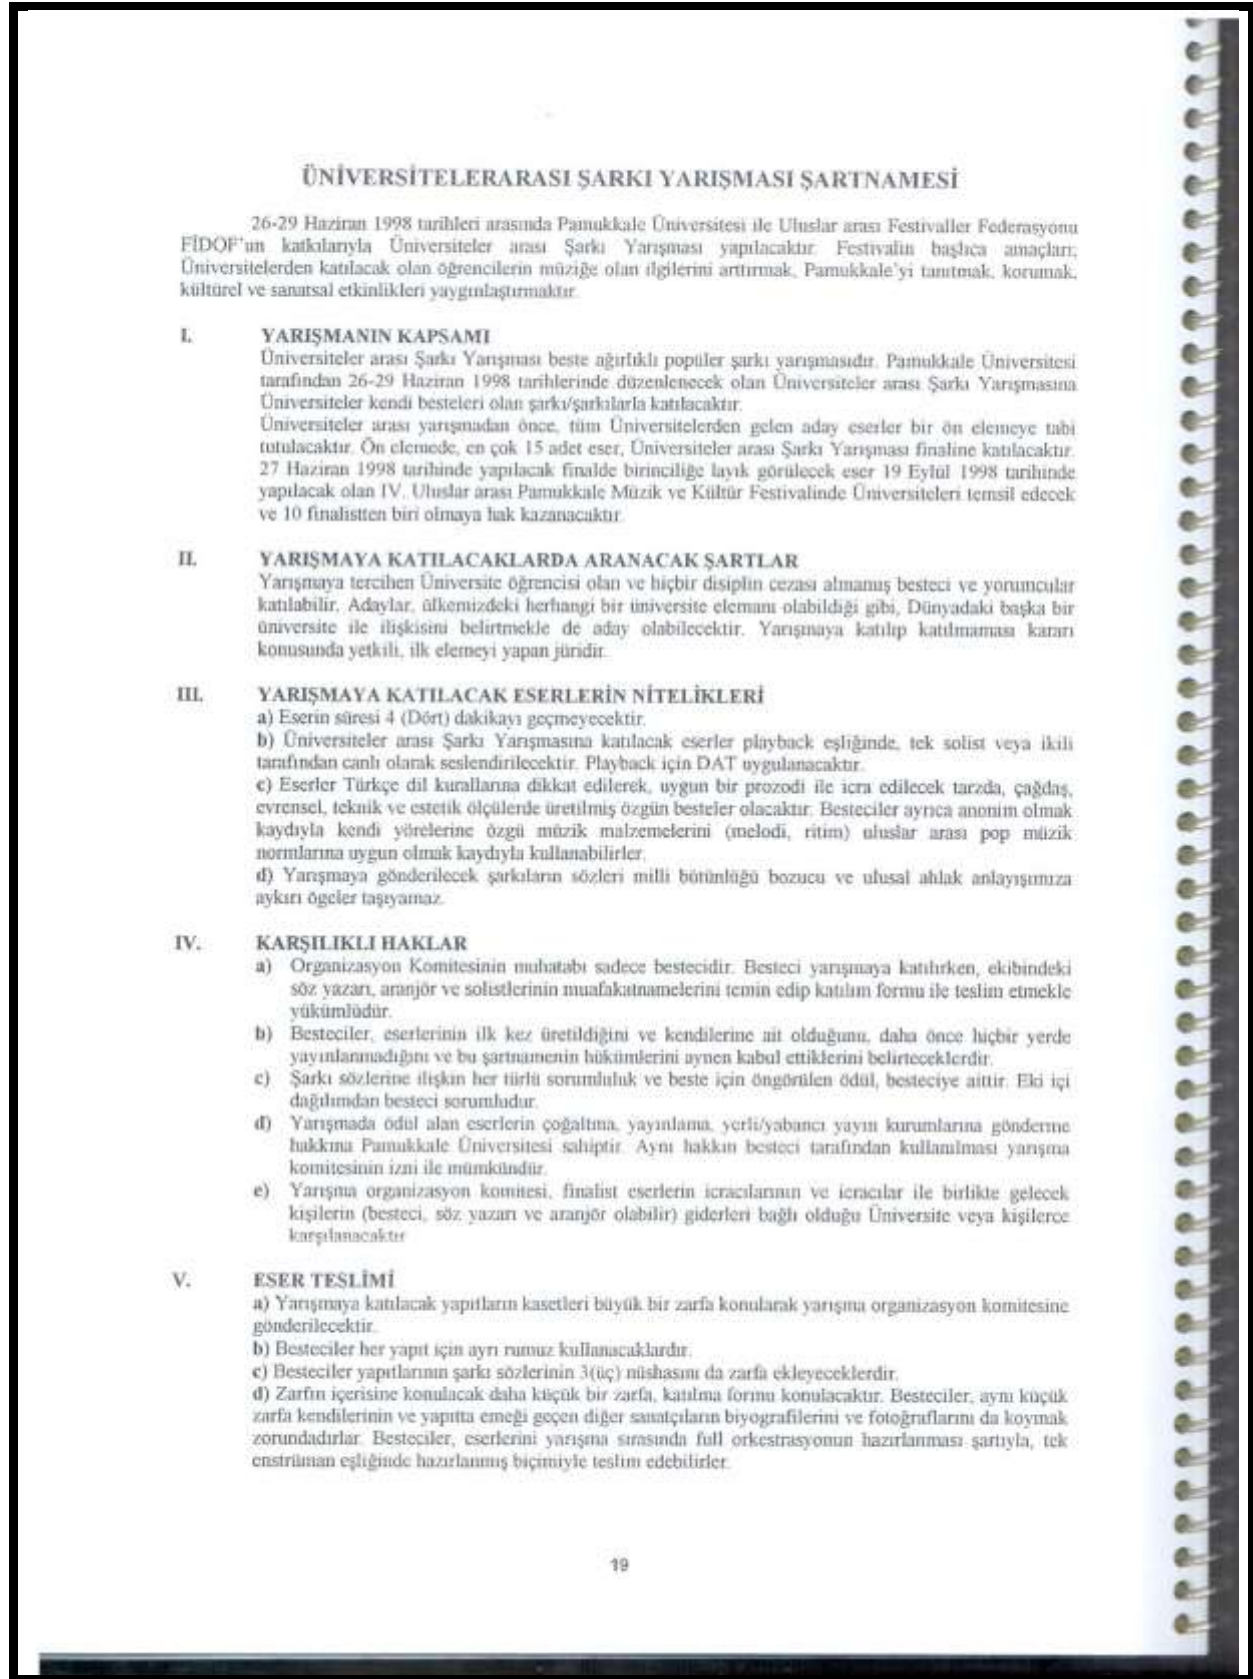 ÜNİVERSİTELERARASI ŞARKI YARIŞMASI ŞARTNAMESİ
26-29 Haziran 1998 tarihleri arasında Pamukkale Üniversitesi ile Uluslar arası Festivaller Federasyonu
FİDOF'un katkılarıyla Üniversiteler arası Şarkı Yarışması yapılacaktır. Festivalin başlıca amaçları;
Üniversitelerden katılacak olan öğrencilerin müziğe olan ilgilerini arttırmak, Pamukkale'yi tanıtmak, korumak,
kültürel ve sanatsal etkinlikleri yaygınlaştırmaktır.
I. YARIŞMANIN KAPSAMI
Üniversiteler arası Şarkı Yarışması beste ağırlıklı popüler şarkı yarışmasıdır. Pamukkale Üniversitesi
tarafından 26-29 Haziran 1998 tarihlerinde düzenlenecek olan Üniversiteler arası Şarkı Yarışmasına
Üniversiteler kendi besteleri olan şarkı/şarkılarla katılacaktır.
Üniversiteler arası yarışmadan önce, tüm Üniversitelerden gelen aday eserler bir ön elemeye tabi
tutulacaktır. Ön elemede, en çok 15 adet eser, Üniversiteler arası Şarkı Yarışması finaline katılacaktır.
27 Haziran 1998 tarihinde yapılacak finalde birinciliğe layık görülecek eser 19 Eylül 1998 tarihinde
yapılacak olan IV. Uluslar arası Pamukkale Müzik ve Kültür Festivalinde Üniversiteleri temsil edecek
ve 10 finalistten biri olmaya hak kazanacaktır.
II. YARIŞMAYA KATILACAKLARDA ARANACAK ŞARTLAR
Yarışmaya tercihen Üniversite öğrencisi olan ve hiçbir disiplin cezası almamış besteci ve yorumcular
katılabilir. Adaylar, ülkemizdeki herhangi bir üniversite elemanı olabildiği gibi, Dünyadaki başka bir
üniversite ile ilişkisini belirtmekle de aday olabilecektir. Yarışmaya katılıp katılmaması kararı
konusunda yetkili, ilk elemeyi yapan jüridir.
III. YARIŞMAYA KATILACAK ESERLERİN NİTELİKLERİ
a) Eserin süresi 4 (Dört) dakikayı geçmeyecektir.
b) Üniversiteler arası Şarkı Yarışmasına katılacak eserler playback eşliğinde, tek solist veya ikili
tarafından canlı olarak seslendirilecektir. Playback için DAT uygulanacaktır.
c) Eserler Türkçe dil kurallarına dikkat edilerek, uygun bir prozodi ile icra edilecek tarzda, çağdaş,
evrensel, teknik ve estetik ölçülerde üretilmiş özgün besteler olacaktır. Besteciler ayrıca anonim olmak
kaydıyla kendi yörelerine özgü müzik malzemelerini (melodi, ritim) uluslar arası pop müzik
normlarına uygun olmak kaydıyla kullanabilirler.
d) Yarışmaya gönderilecek şarkıların sözleri milli bütünlüğü bozucu ve ulusal ahlak anlayışımıza
aykırı ögeler taşıyamaz.
IV. KARŞILIKLI HAKLAR
a) Organizasyon Komitesinin muhatabı sadece bestecidir. Besteci yarışmaya katılırken, ekibindeki
söz yazarı, aranjör ve solistlerinin muafakatnamelerini temin edip katılım formu ile teslim etmekle
yükümlüdür.
b) Besteciler, eserlerinin ilk kez üretildiğini ve kendilerine ait olduğunu, daha önce hiçbir yerde
yayınlanmadığını ve bu şartnamenin hükümlerini aynen kabul ettiklerini belirteceklerdir.
c) Şarkı sözlerine ilişkin her türlü sorumluluk ve beste için öngörülen ödül, besteciye aittir. Eki içi
dağılımdan besteci sorumludur.
d) Yarışmada ödül alan eserlerin çoğaltma, yayınlama, yerli/yabancı yayın kurumlarına gönderme
hakkına Pamukkale Üniversitesi sahiptir. Aynı hakkın besteci tarafından kullanılması yarışma
komitesinin izni ile mümkündür.
e) Yarışma organizasyon komitesi, finalist eserlerin icracılarının ve icracılar ile birlikte gelecek
kişilerin (besteci, söz yazarı ve aranjör olabilir) giderleri bağlı olduğu Üniversite veya kişilerce
karşılanacaktır
V. ESER TESLİMİ
a) Yarışmaya katılacak yapıtların kasetleri büyük bir zarfa konularak yarışma organizasyon komitesine
gönderilecektir.
b) Besteciler her yapıt için ayrı rumuz kullanacaklardır.
c) Besteciler yapıtlarının şarkı sözlerinin 3(üç) nüshasını da zarfa ekleyeceklerdir.
d) Zarfın içerisine konulacak daha küçük bir zarfa, katılma formu konulacaktır. Besteciler, aynı küçük
zarfa kendilerinin ve yapıtta emeği geçen diğer sanatçıların biyografilerini ve fotoğraflarını da koymak
zorundadırlar. Besteciler, eserlerini yarışma sırasında full orkestrasyonun hazırlanması şartıyla, tek
enstrüman eşliğinde hazırlanmış biçimiyle teslim edebilirler.
19